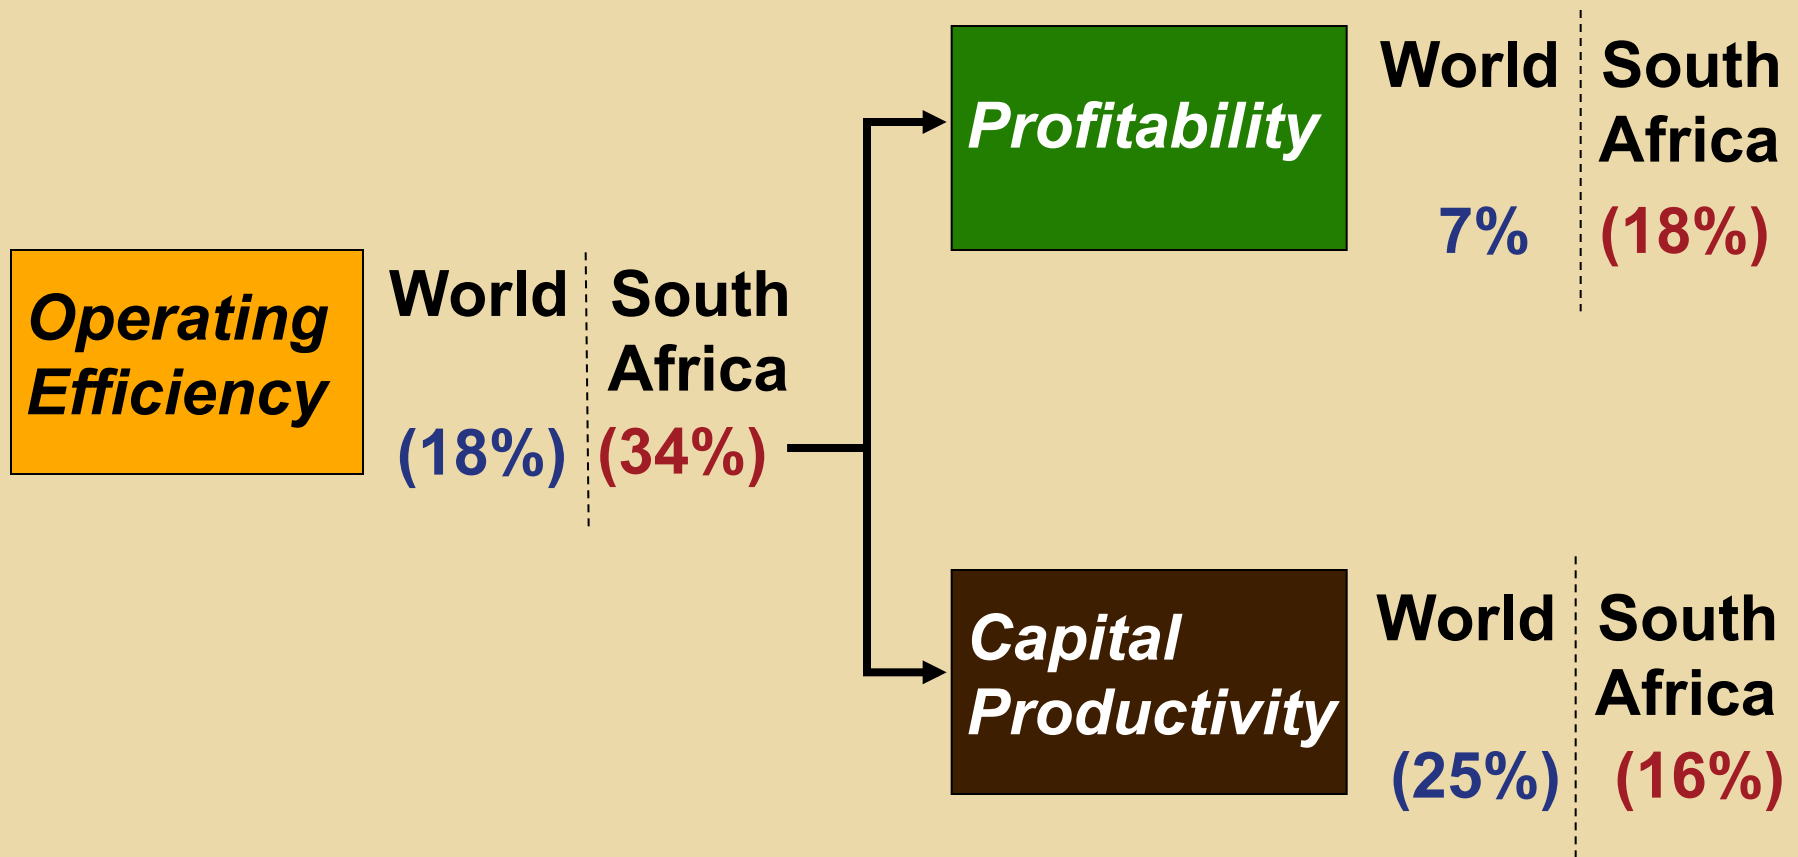 Operating
Efficiency
World
South
Africa
(18%)
(34%)
Profitability
World
South
Africa
7%
(18%)
Capital
Productivity
World
South
Africa
(25%)
(16%)